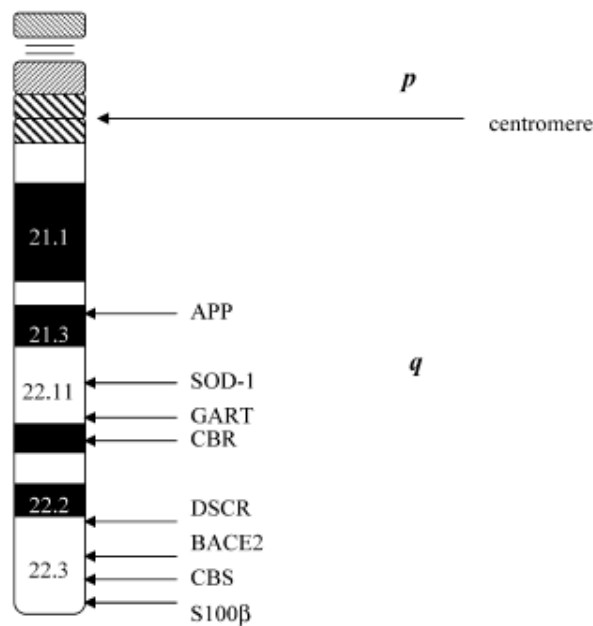 p
centromere
21.1
APP
21.3
q
SOD-1
22.11
GART
CBR
22.2
DSCR
BACE2
22.3
CBS
S100β